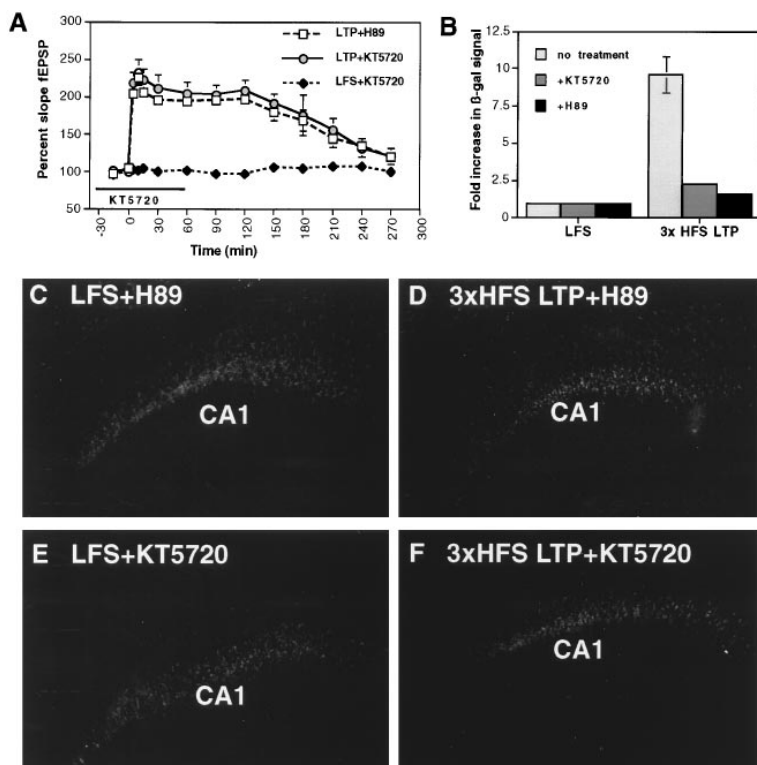 A
B
300
250
200
150
100
50
Percent slope fEPSP
LTP+H89
LTP+KT5720
LFS+KT5720
KT5720
-30
0
30
60
90
120
150
180
210
240
270
300
Time (min)
12.5
10
7.5
5
2.5
0
Fold increase in ß-gal signal
no treatment
+KT5720
+H89
LFS
3x HFS LTP
C LFS+H89
CA1
D 3xHFS LTP+H89
CA1
E LFS+KT5720
CA1
F 3xHFS LTP+KT5720
CA1